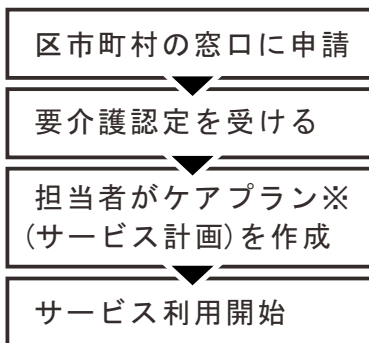 区市町村の窓口に申請
要介護認定を受ける
担当者がケアプラン※
(サービス計画)を作成
サービス利用開始